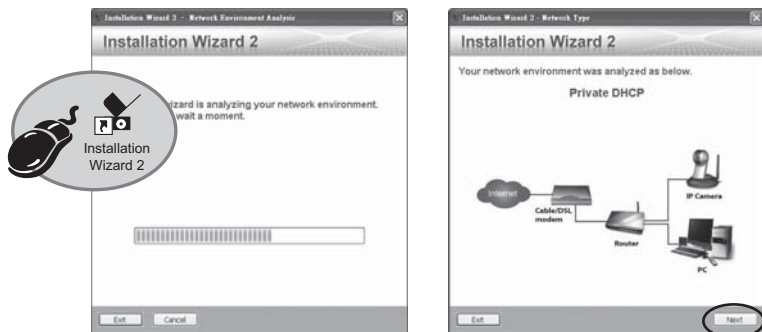 Installation Wizard 2 - Network Environment Analysis
Installation Wizard 2
izard is analyzing your network environment.
wait a moment.
Installation
Wizard 2
Exit
Cancel
Installation Wizard 2 - Network Type
Installation Wizard 2
Your network environment was analyzed as below.
Private DHCP
Internet
Cable/DSL
modem
Router
IP Camera
PC
Exit
Next